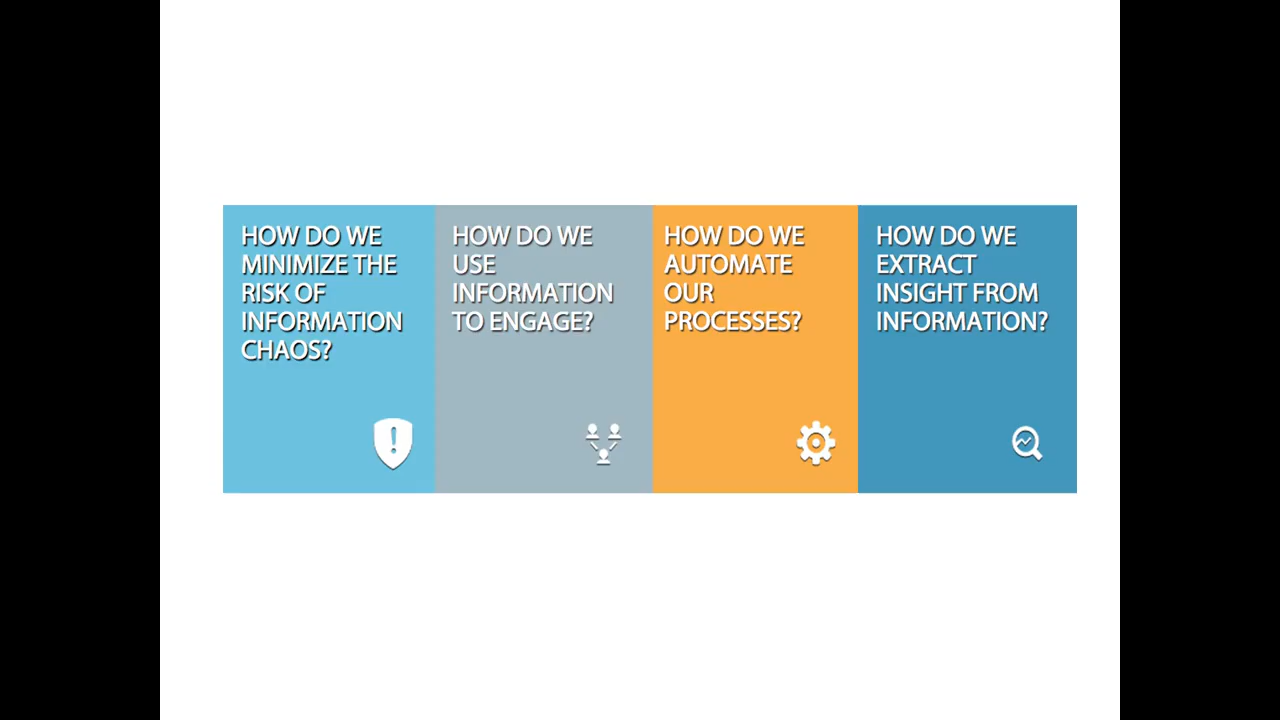 HOW DO WE
MINIMIZE THE
RISK OF
INFORMATION
CHAOS?
HOW DO WE
USE
INFORMATION
TO ENGAGE?
HOW DO WE
AUTOMATE
OUR
PROCESSES?
HOW DO WE
EXTRACT
INSIGHT FROM
INFORMATION?